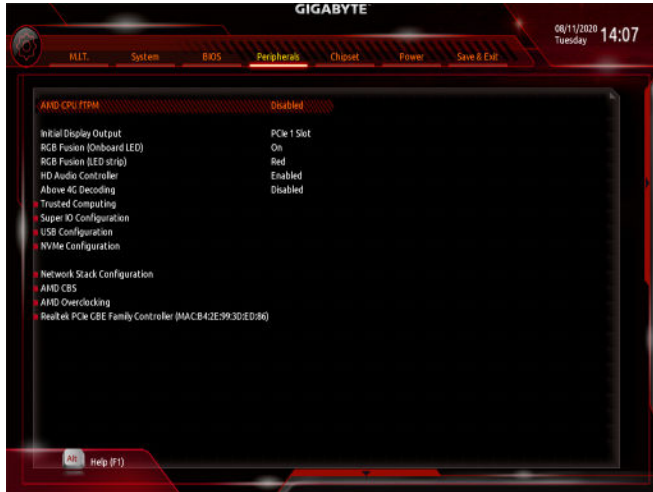 GIGABYTE
08/11/2020 Tuesday 14:07
M.I.T. System BIOS Peripherals Chipset Power Save & Exit
AMD CPU fTPM Disabled
Initial Display Output PCIe 1 Slot
RGB Fusion (Onboard LED) On
RGB Fusion (LED strip) Red
HD Audio Controller Enabled
Above 4G Decoding Disabled
Trusted Computing
Super IO Configuration
USB Configuration
NVMe Configuration
Network Stack Configuration
AMD CBS
AMD Overclocking
Realtek PCIe GBE Family Controller (MAC:B4:2E:99:3D:ED:86)
Alt Help (F1)